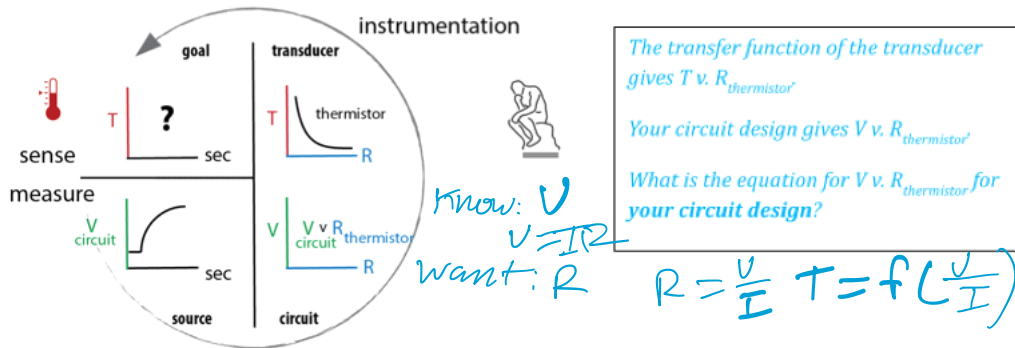 instrumentation
goal
transducer
T
?
sec
T
thermistor
R
sense
measure
V
circuit
sec
V
V v R
circuit thermistor
R
source
circuit
The transfer function of the transducer
gives T v. Rthermistor.
Your circuit design gives V v. Rthermistor.
What is the equation for V v. Rthermistor for
your circuit design?
Know: V
V=IR
Want: R
R = V/I T = f(V/I)